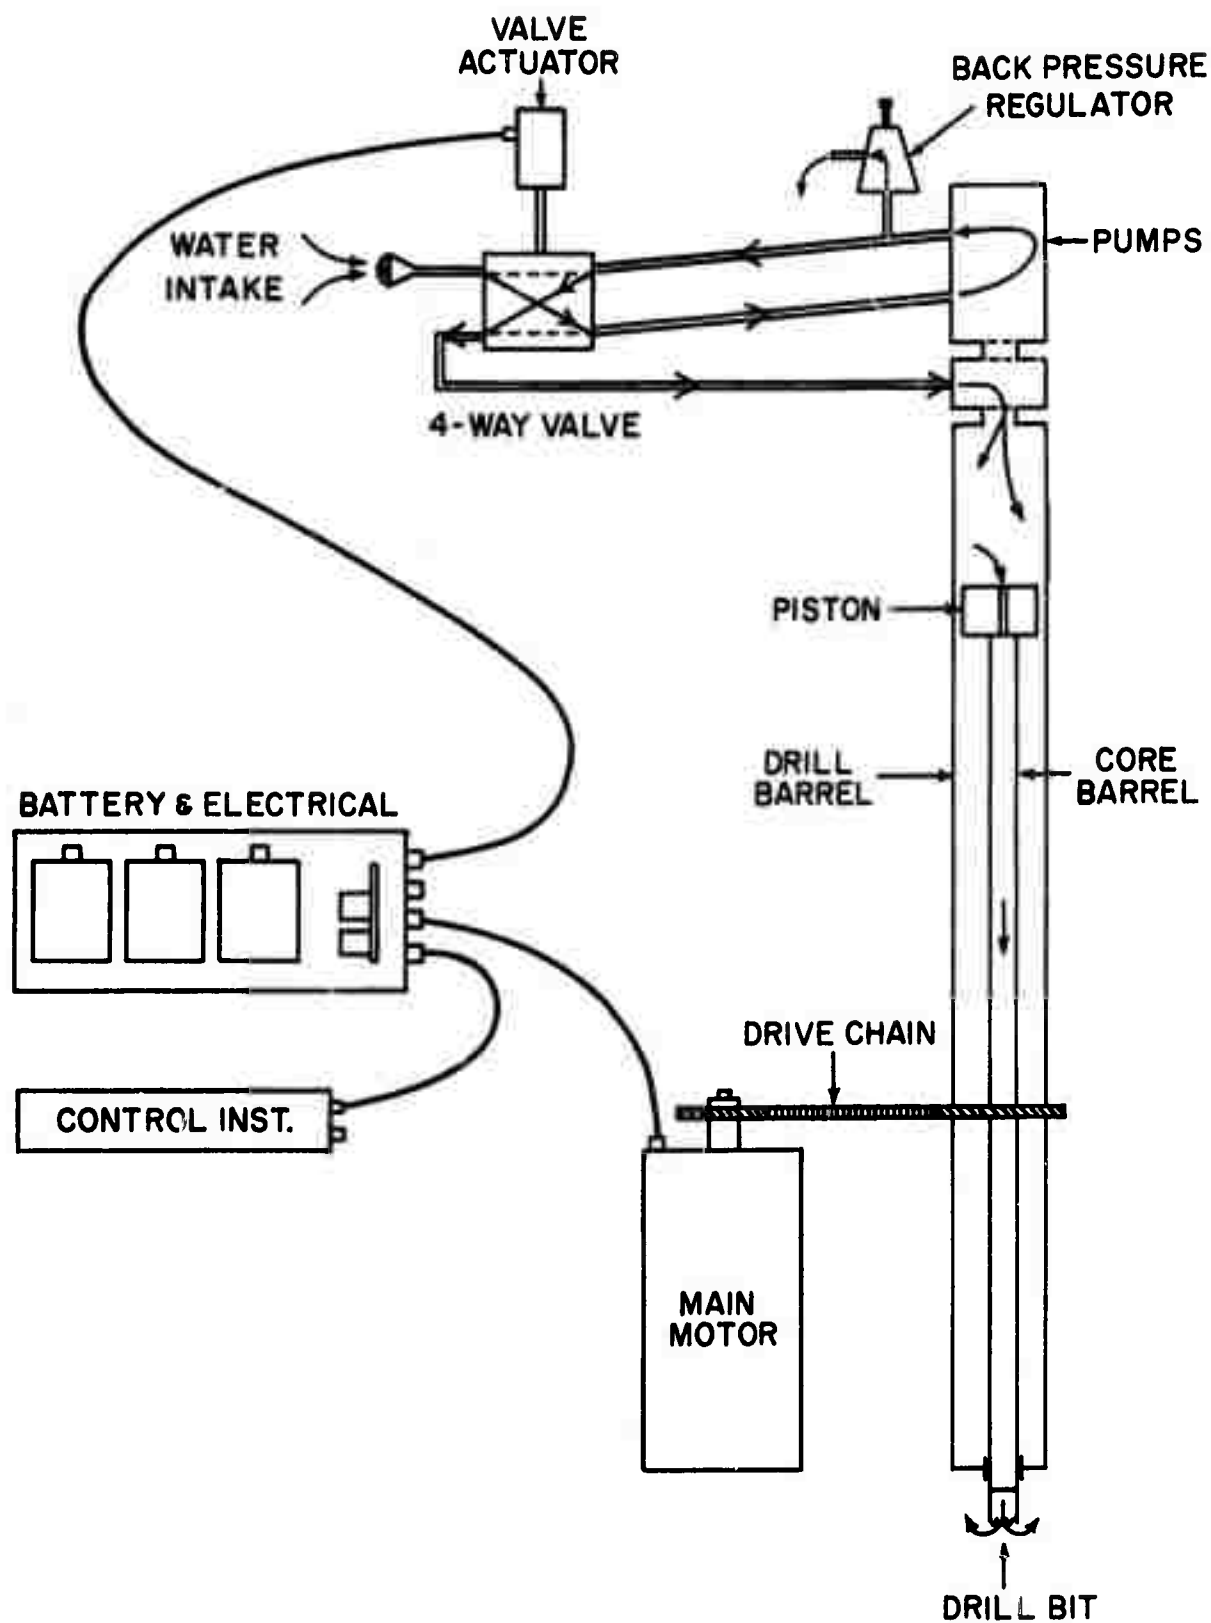 VALVE
ACTUATOR
BACK PRESSURE
REGULATOR
WATER
INTAKE
PUMPS
4-WAY VALVE
PISTON
DRILL
BARREL
CORE
BARREL
BATTERY & ELECTRICAL
DRIVE CHAIN
CONTROL INST.
MAIN
MOTOR
DRILL BIT